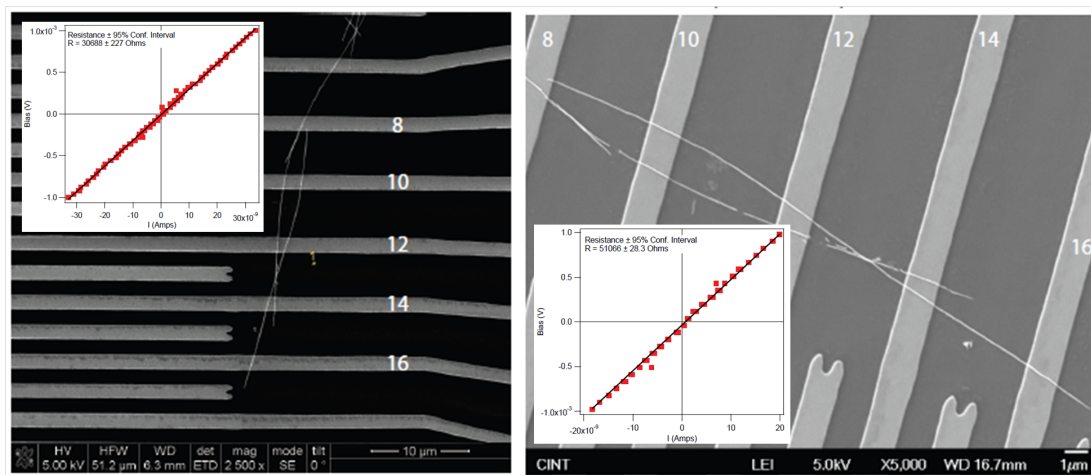 Resistance ± 95% Conf. Interval
R = 30688 ± 227 Ohms
1.0x10⁻³
0.5
0.0
-0.5
-1.0
Bias (V)
-30
-20
-10
0
10
20
30x10⁻⁹
I (Amps)
8
10
12
1
14
16
HV
HFW
WD
det
mag
mode
tilt
5.00 kV
51.2 µm
6.3 mm
ETD
2 500 x
SE
0 °
10 µm
8
10
12
14
16
Resistance ± 95% Conf. Interval
R = 51066 ± 28.3 Ohms
1.0
0.5
0.0
-0.5
-1.0x10⁻³
Bias (V)
-20x10⁻⁹
-10
0
10
20
I (Amps)
CINT
LEI
5.0kV
X5,000
WD 16.7mm
1µm